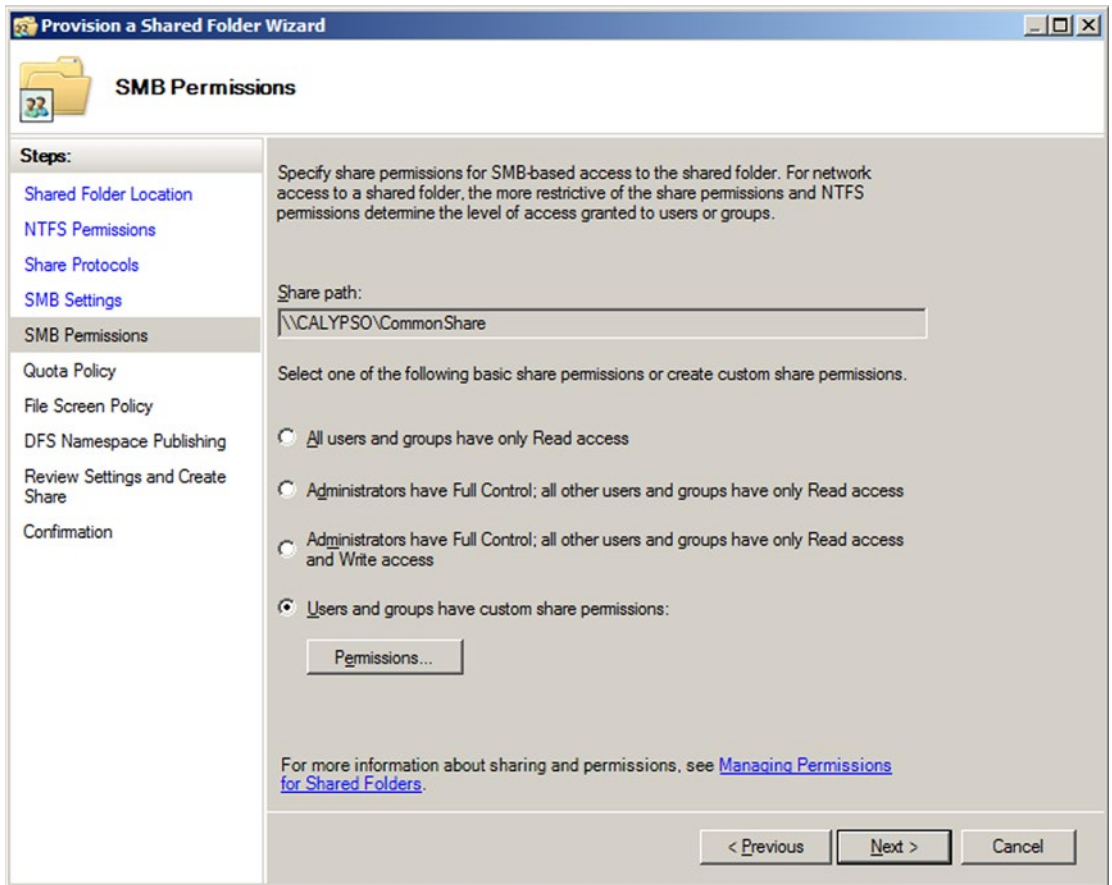 Provision a Shared Folder Wizard
SMB Permissions
Steps:
Shared Folder Location
NTFS Permissions
Share Protocols
SMB Settings
SMB Permissions
Quota Policy
File Screen Policy
DFS Namespace Publishing
Review Settings and Create
Share
Confirmation
Specify share permissions for SMB-based access to the shared folder. For network
access to a shared folder, the more restrictive of the share permissions and NTFS
permissions determine the level of access granted to users or groups.
Share path:
\\CALYPSO\CommonShare
Select one of the following basic share permissions or create custom share permissions.
All users and groups have only Read access
Administrators have Full Control; all other users and groups have only Read access
Administrators have Full Control; all other users and groups have only Read access
and Write access
Users and groups have custom share permissions:
Permissions...
For more information about sharing and permissions, see Managing Permissions
for Shared Folders.
< Previous
Next >
Cancel